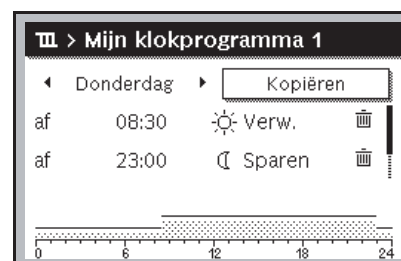 > Mijn klokprogramma 1
Donderdag Kopiëren
af 08:30 Verw.
af 23:00 Sparen
0 6 12 18 24